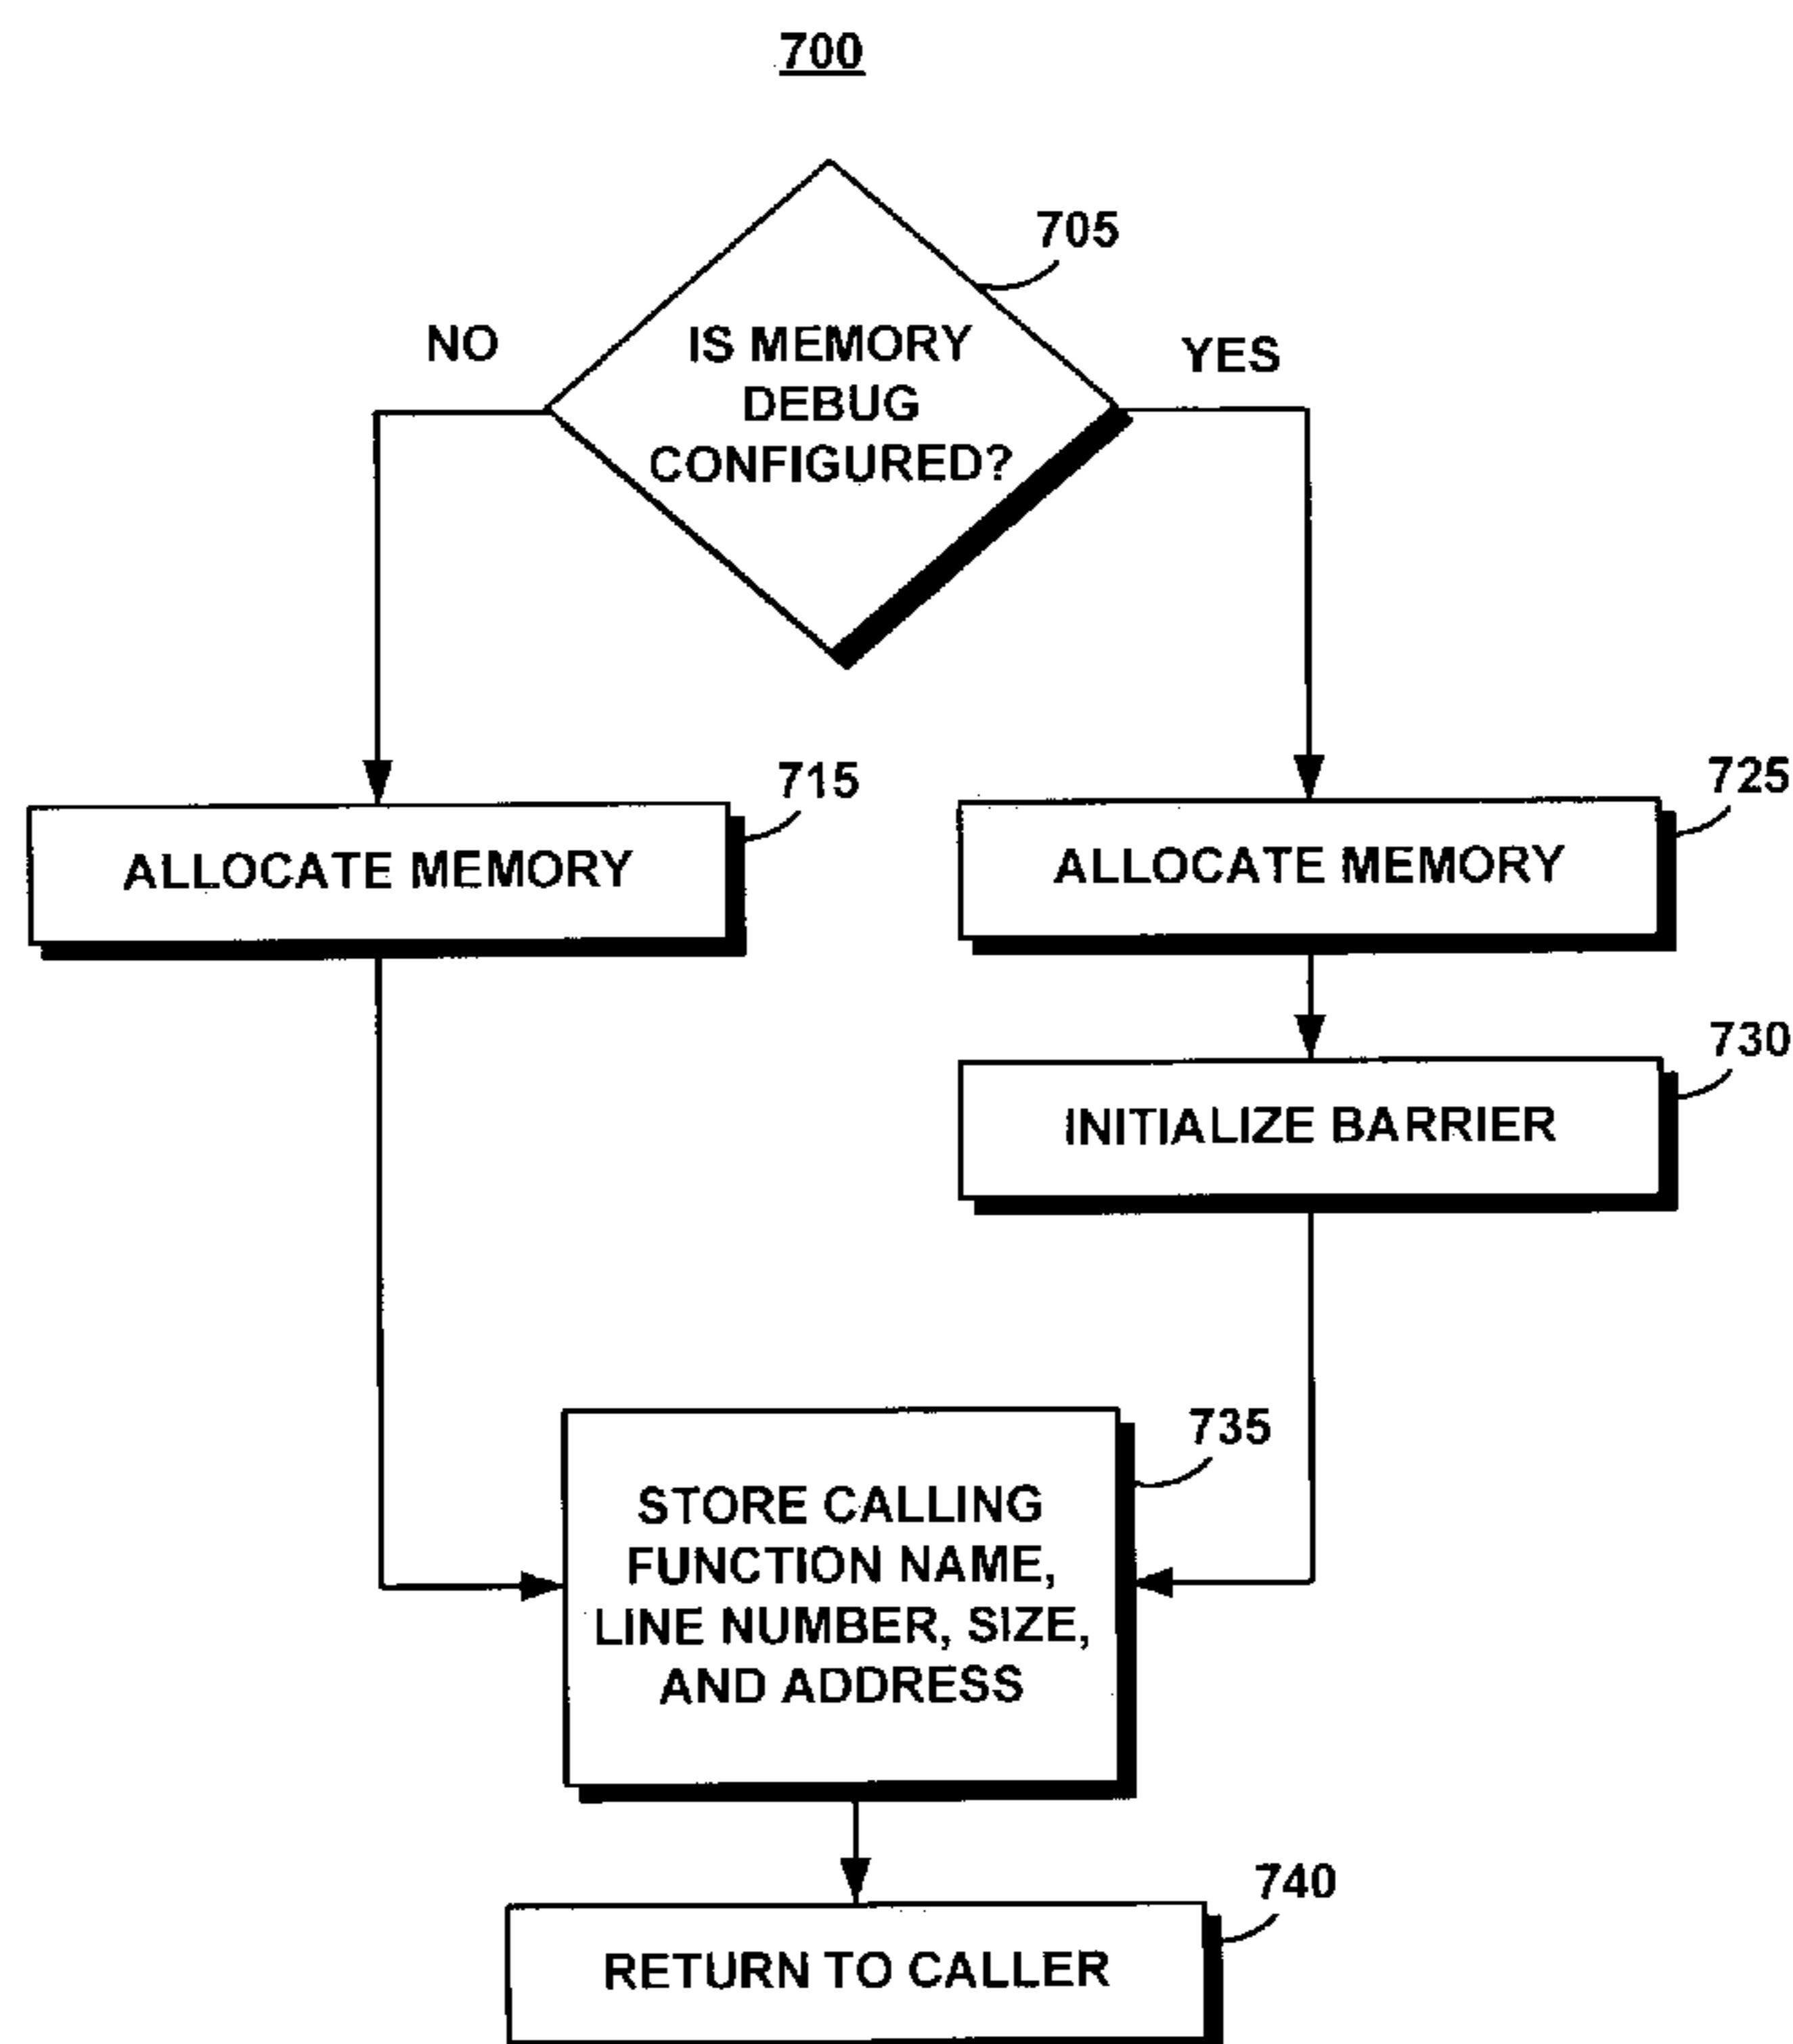 700
705
NO
YES
IS MEMORY
DEBUG
CONFIGURED?
715
725
ALLOCATE MEMORY
ALLOCATE MEMORY
730
INITIALIZE BARRIER
735
STORE CALLING
FUNCTION NAME,
LINE NUMBER, SIZE,
AND ADDRESS
740
RETURN TO CALLER